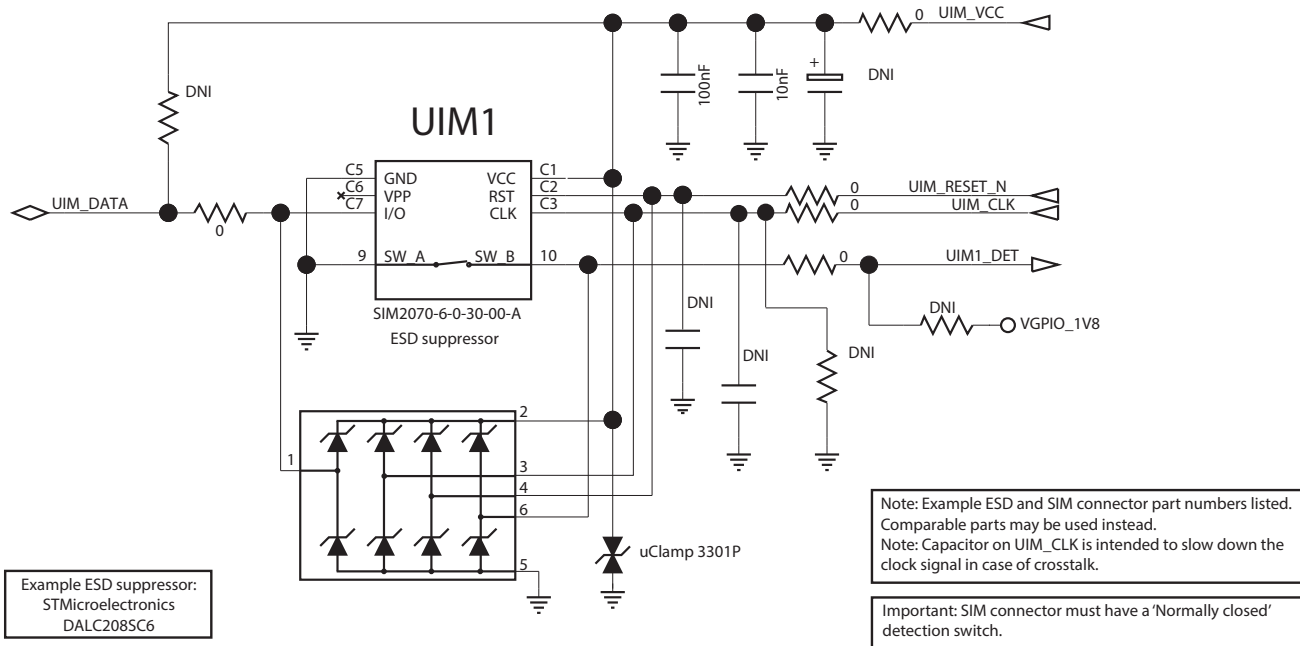 0
UIM_VCC
DNI
100nF
10nF
+
DNI
UIM1
C5
GND
VCC
C1
C6
VPP
RST
C2
0
UIM_RESET_N
UIM_DATA
C7
I/O
CLK
C3
0
UIM_CLK
0
9
SW_A
SW_B
10
0
UIM1_DET
SIM2070-6-0-30-00-A
ESD suppressor
DNI
DNI
VGPIO_1V8
DNI
DNI
2
1
3
4
6
5
uClamp 3301P
Note: Example ESD and SIM connector part numbers listed.
Comparable parts may be used instead.
Note: Capacitor on UIM_CLK is intended to slow down the
clock signal in case of crosstalk.
Example ESD suppressor:
STMicroelectronics
DALC208SC6
Important: SIM connector must have a ‘Normally closed’
detection switch.